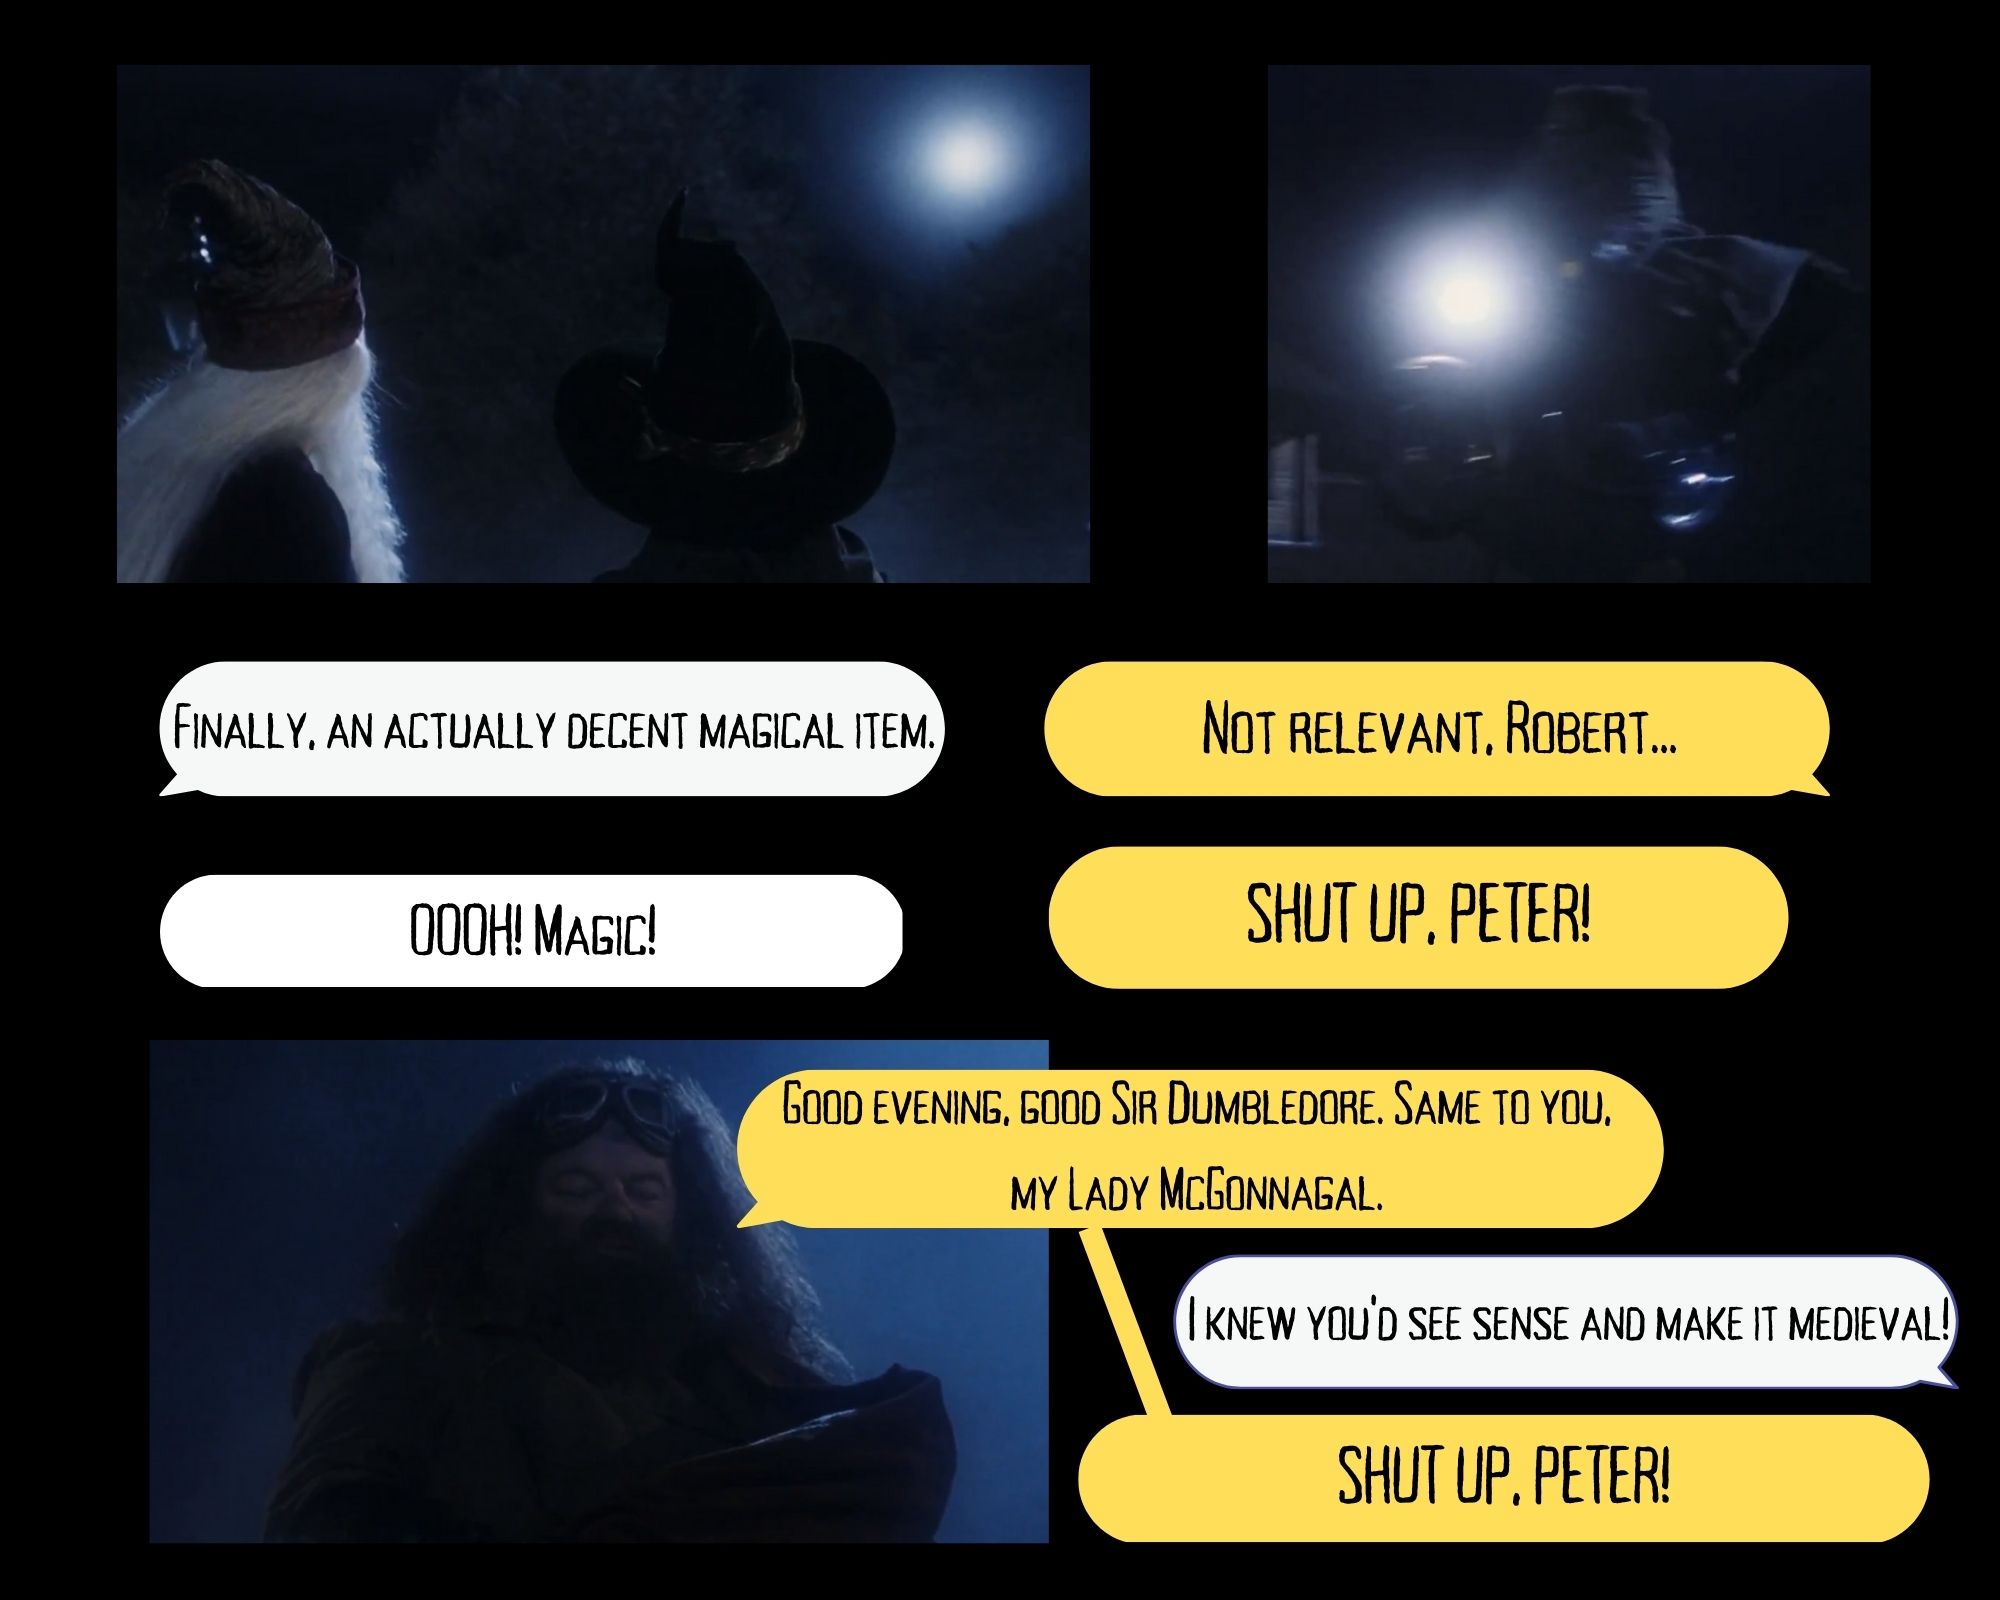 Finally, an actually decent magical item.
Not relevant, Robert...
OOOH! Magic!
SHUT UP, PETER!
Good evening, good Sir Dumbledore. Same to you,
my Lady McGonnagal.
I knew you'd see sense and make it medieval!
SHUT UP, PETER!